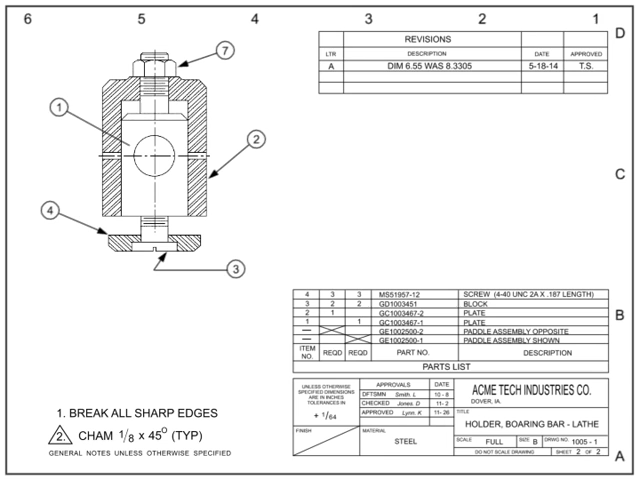 6 5 4 3 2 1
D
REVISIONS
LTR DESCRIPTION DATE APPROVED
A DIM 6.55 WAS 8.3305 5-18-14 T.S.
7
1
2
C
4
3
4 3 3 MS51957-12 SCREW (4-40 UNC 2A X .187 LENGTH)
3 2 2 GD1003451 BLOCK
2 1 GC1003467-2 PLATE
1 1 GC1003467-1 PLATE
— GE1002500-2 PADDLE ASSEMBLY OPPOSITE
— GE1002500-1 PADDLE ASSEMBLY SHOWN
ITEM NO. REQD REQD PART NO. DESCRIPTION
PARTS LIST
B
UNLESS OTHERWISE
SPECIFIED DIMENSIONS
ARE IN INCHES
TOLERANCES IN
+ 1/64
APPROVALS DATE
DFTSMN Smith. L 10 - 8
CHECKED Jones. D 11- 2
APPROVED Lynn. K 11- 26
ACME TECH INDUSTRIES CO.
DOVER, IA.
TITLE
HOLDER, BOARING BAR - LATHE
FINISH
MATERIAL
STEEL
SCALE FULL SIZE B DRWG NO. 1005 - 1
DO NOT SCALE DRAWING SHEET 2 OF 2
1. BREAK ALL SHARP EDGES
2. CHAM 1/8 x 45O (TYP)
GENERAL NOTES UNLESS OTHERWISE SPECIFIED
A